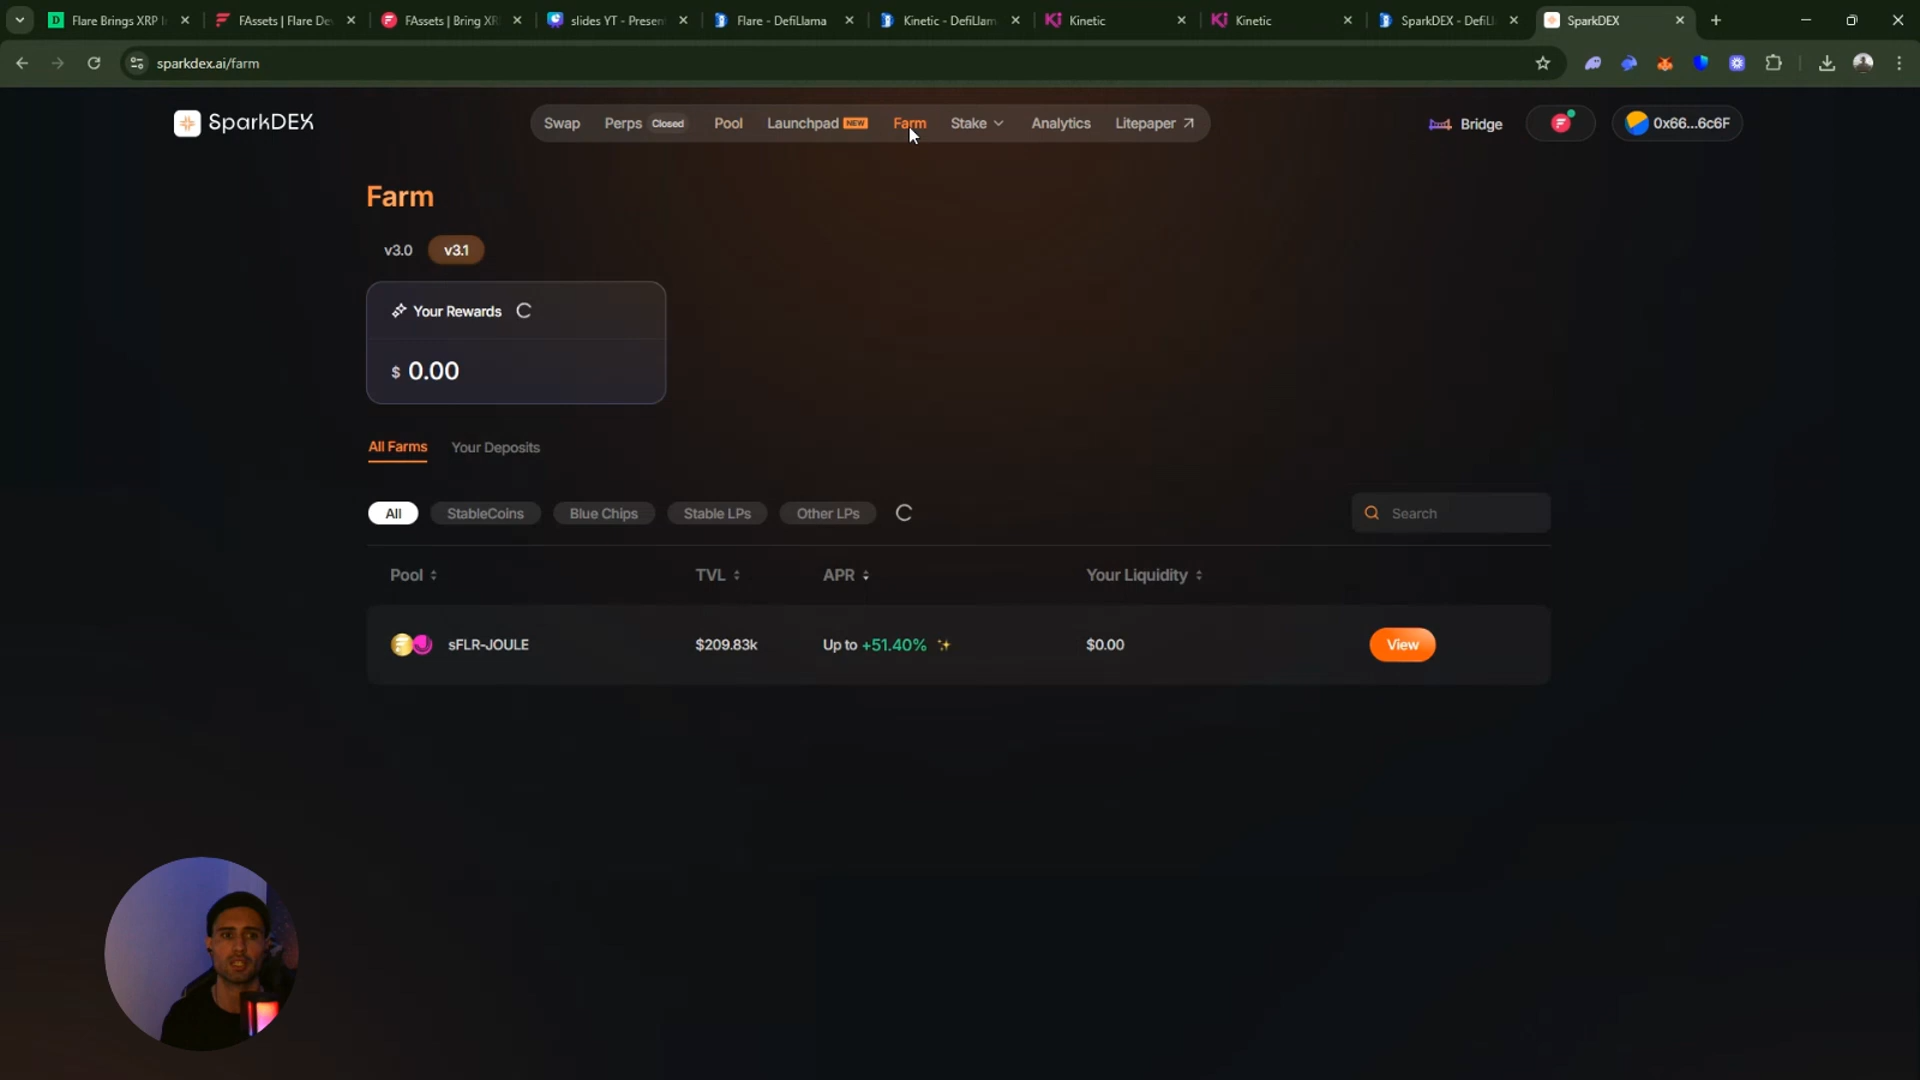 Flare Brings XRP
FAssets | Flare De
FAssets | Bring XR
slides YT - Presen
Flare - DefiLlama
Kinetic - DefiLlam
Kinetic
Kinetic
SparkDEX - DefiL
SparkDEX
sparkdex.ai/farm
SparkDEX
Swap
Perps Closed
Pool
Launchpad NEW
Farm
Stake
Analytics
Litepaper
Bridge
0x66...6c6F
Farm
v3.0
v3.1
Your Rewards
$ 0.00
All Farms
Your Deposits
All
StableCoins
Blue Chips
Stable LPs
Other LPs
Search
Pool
TVL
APR
Your Liquidity
sFLR-JOULE
$209.83k
Up to +51.40%
$0.00
View